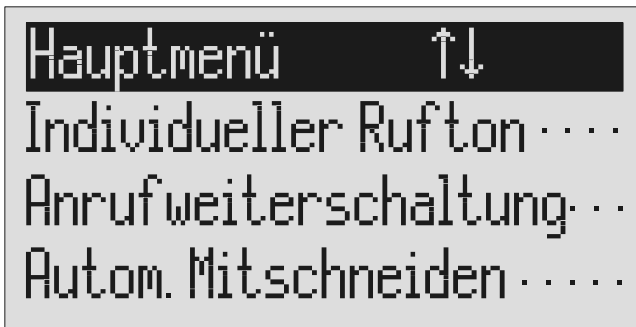 Hauptmenü ↑↓
Individueller Rufton ····
Anrufweiterschaltung···
Autom. Mitschneiden ·····